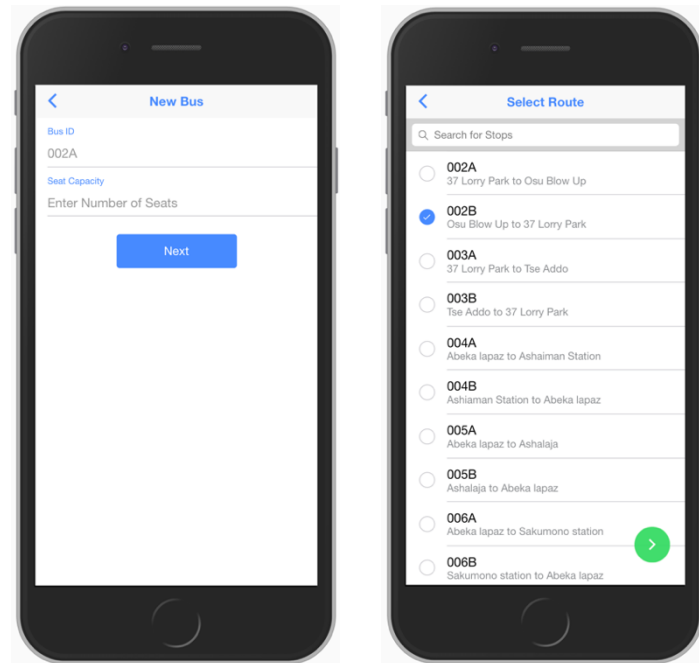 New Bus
Bus ID
002A
Seat Capacity
Enter Number of Seats
Next
Select Route
Search for Stops
002A
37 Lorry Park to Osu Blow Up
002B
Osu Blow Up to 37 Lorry Park
003A
37 Lorry Park to Tse Addo
003B
Tse Addo to 37 Lorry Park
004A
Abeka lapaz to Ashaiman Station
004B
Ashiaman Station to Abeka lapaz
005A
Abeka lapaz to Ashalaja
005B
Ashalaja to Abeka lapaz
006A
Abeka lapaz to Sakumono station
006B
Sakumono station to Abeka lapaz